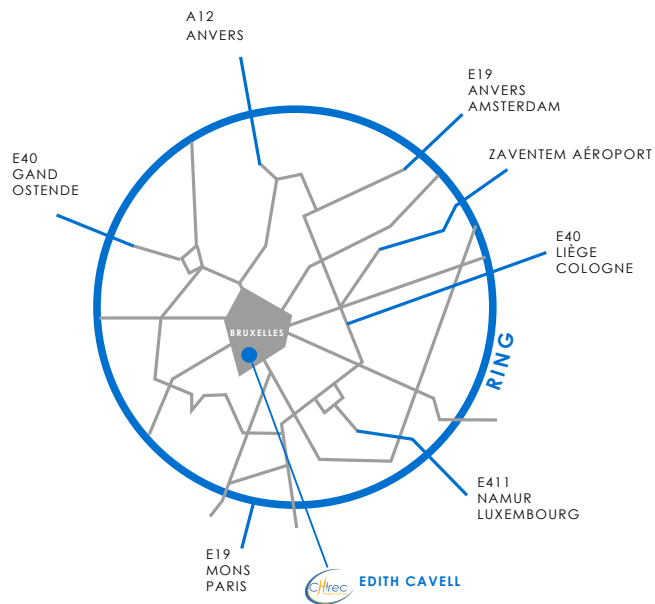 A12
ANVERS
E19
ANVERS
AMSTERDAM
ZAVENTEM AÉROPORT
E40
GAND
OSTENDE
E40
LIÈGE
COLOGNE
BRUXELLES
RING
E411
NAMUR
LUXEMBOURG
E19
MONS
PARIS
CHirec
EDITH CAVELL